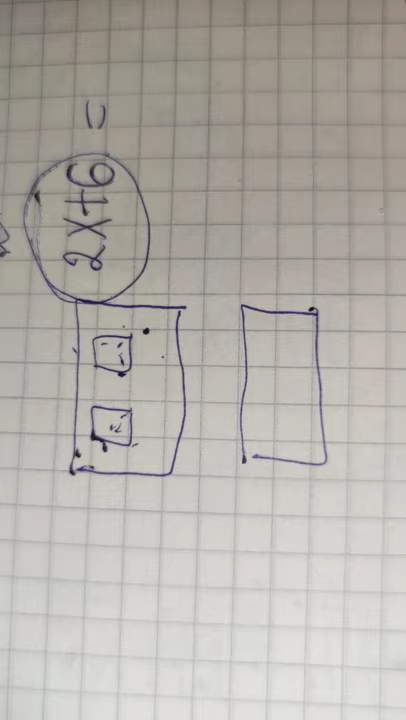 2x+6 =